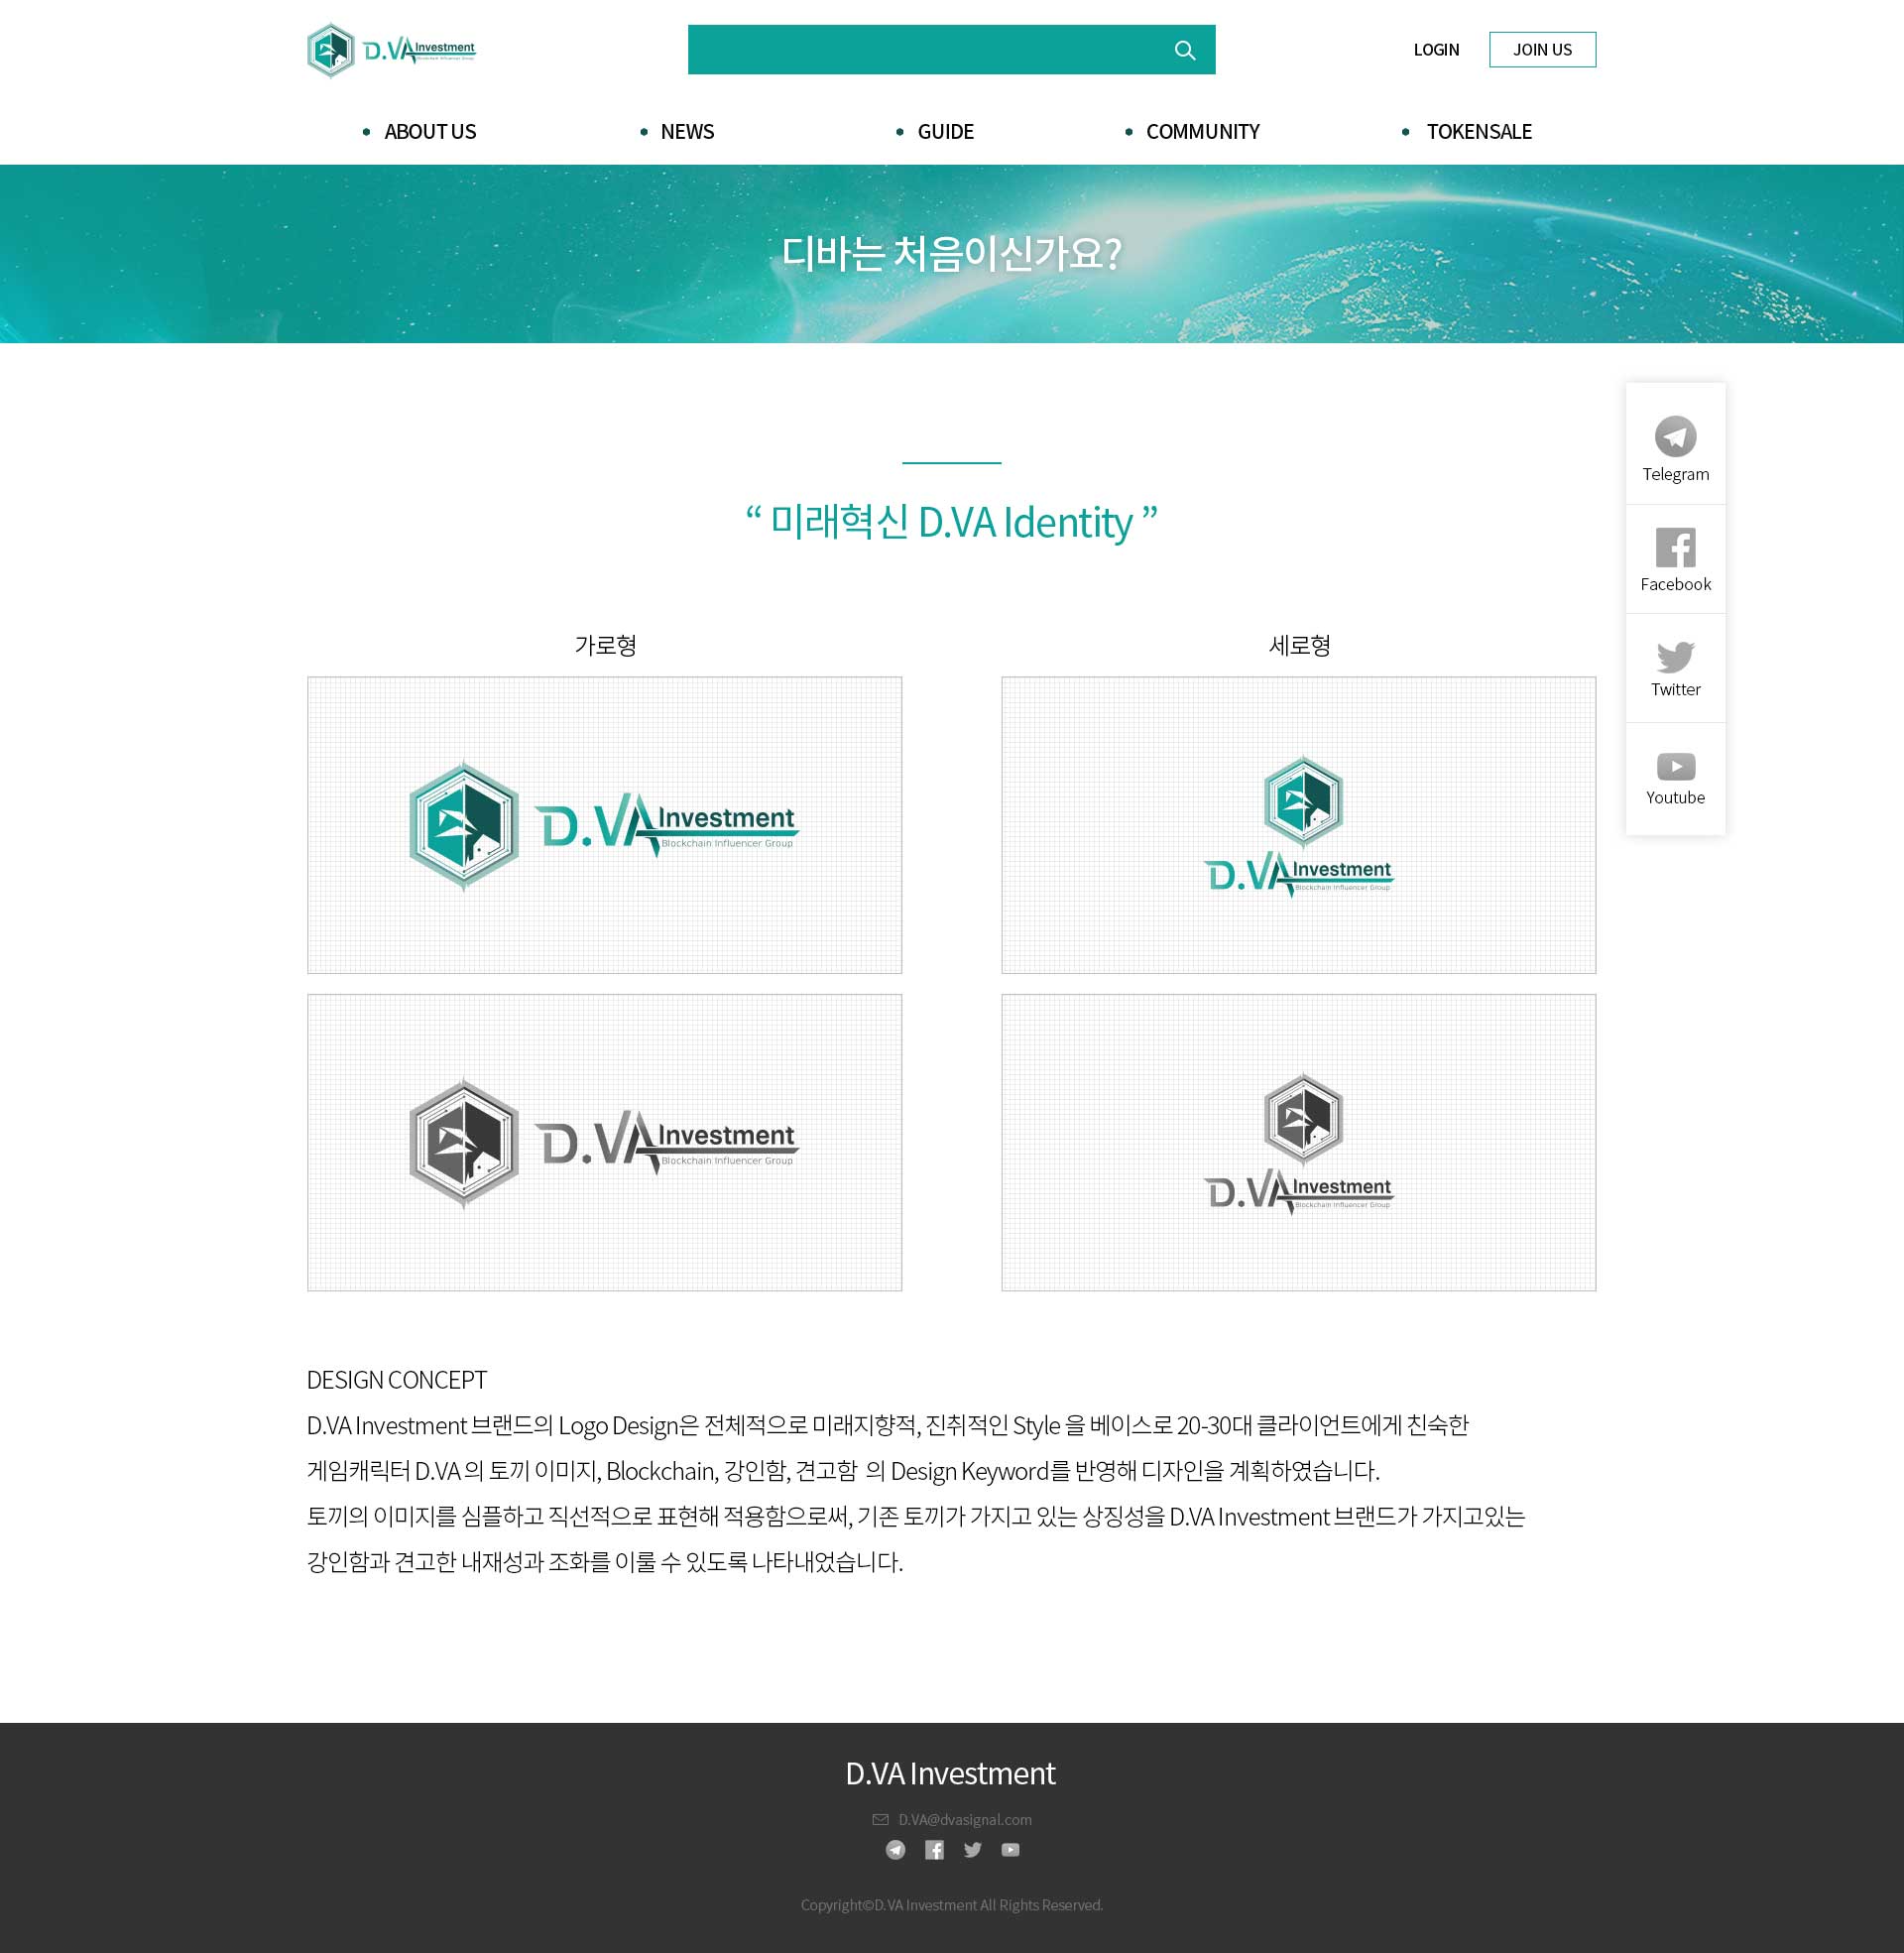 D.VA Investment
Blockchain Influencer Group
LOGIN
JOIN US
ABOUT US
NEWS
GUIDE
COMMUNITY
TOKENSALE
디바는 처음이신가요?
“ 미래혁신 D.VA Identity ”
Telegram
Facebook
Twitter
Youtube
가로형
세로형
D.VA Investment
Blockchain Influencer Group
D.VA Investment
Blockchain Influencer Group
D.VA Investment
Blockchain Influencer Group
D.VA Investment
Blockchain Influencer Group
DESIGN CONCEPT
D.VA Investment 브랜드의 Logo Design은 전체적으로 미래지향적, 진취적인 Style 을 베이스로 20-30대 클라이언트에게 친숙한
게임캐릭터 D.VA 의 토끼 이미지, Blockchain, 강인함, 견고함 의 Design Keyword를 반영해 디자인을 계획하였습니다.
토끼의 이미지를 심플하고 직선적으로 표현해 적용함으로써, 기존 토끼가 가지고 있는 상징성을 D.VA Investment 브랜드가 가지고있는
강인함과 견고한 내재성과 조화를 이룰 수 있도록 나타내었습니다.
D.VA Investment
D.VA@dvasignal.com
Copyright©D.VA Investment All Rights Reserved.